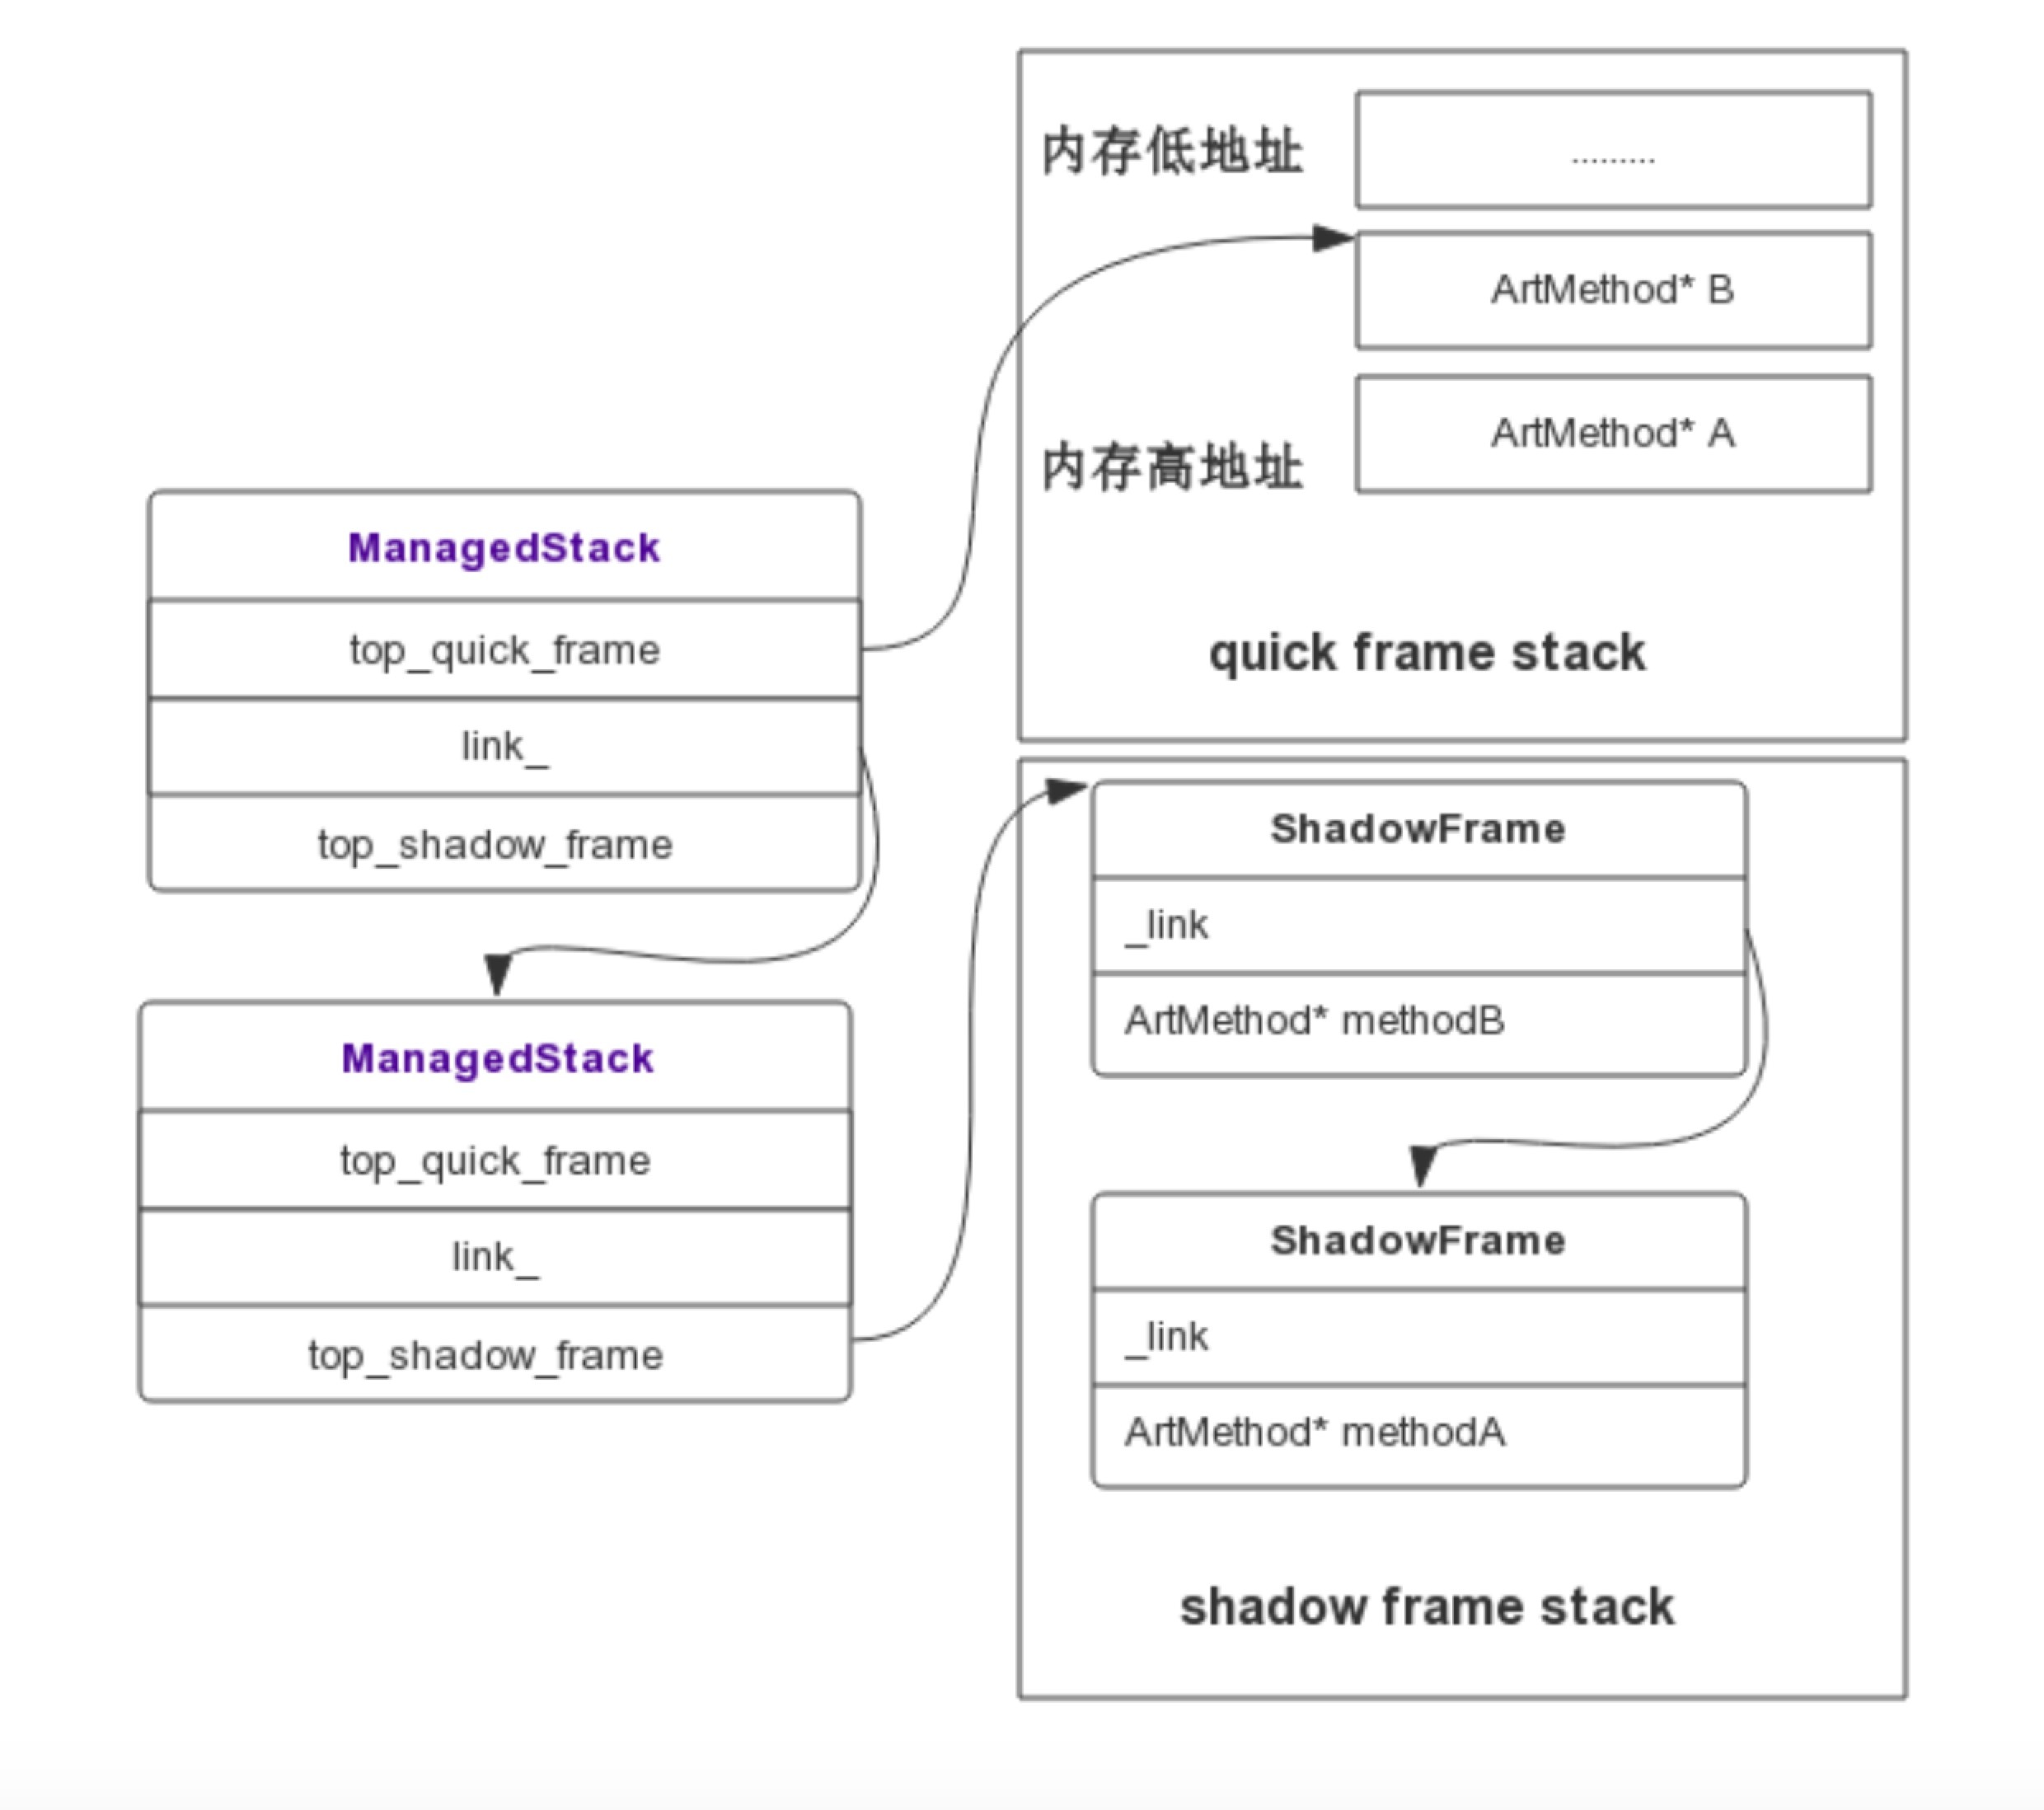 内存低地址
.........
ArtMethod* B
ArtMethod* A
内存高地址
quick frame stack
ManagedStack
top_quick_frame
link_
top_shadow_frame
ManagedStack
top_quick_frame
link_
top_shadow_frame
ShadowFrame
_link
ArtMethod* methodB
ShadowFrame
_link
ArtMethod* methodA
shadow frame stack